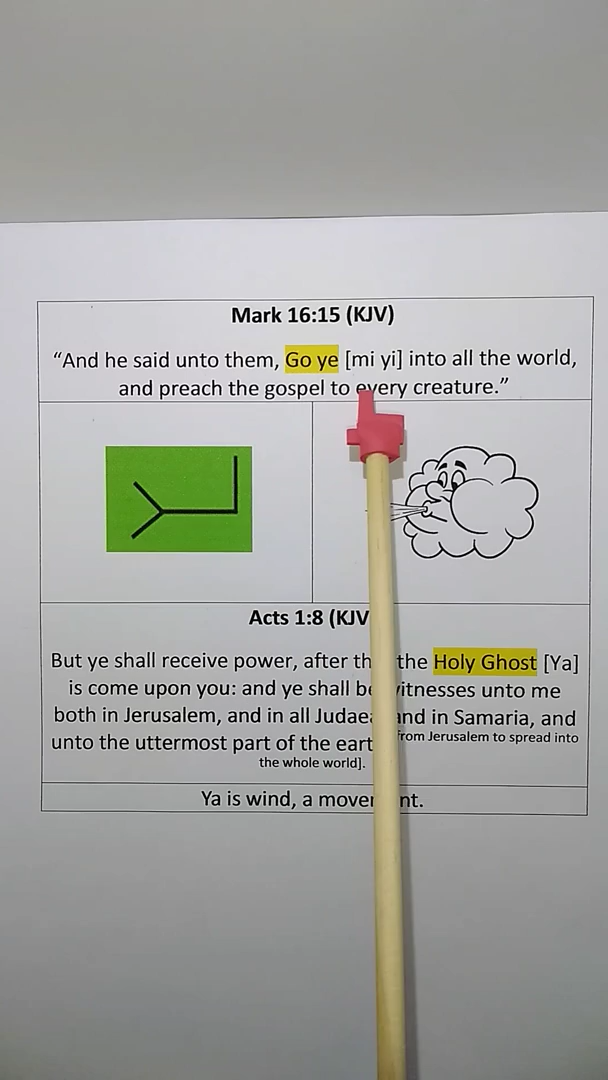 Mark 16:15 (KJV)
“And he said unto them, Go ye [mi yi] into all the world,
and preach the gospel to every creature.”
Acts 1:8 (KJV
But ye shall receive power, after th the Holy Ghost [Ya]
is come upon you: and ye shall be witnesses unto me
both in Jerusalem, and in all Judaea and in Samaria, and
unto the uttermost part of the eart from Jerusalem to spread into
the whole world].
Ya is wind, a movement.